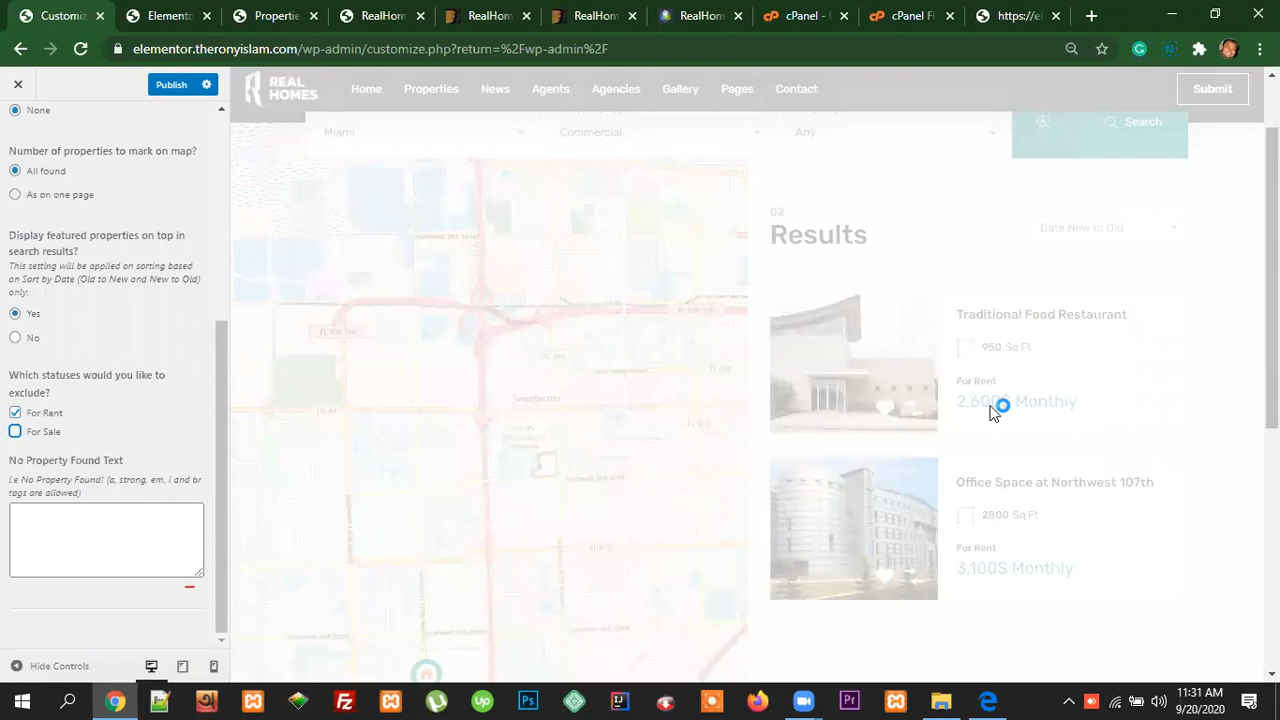 Properties
RealHom
RealHom
RealHom
cPanel - l
cPanel Fi
https://e
elementor.theronyislam.com/wp-admin/customize.php?return=%2Fwp-admin%2F
Publish
REAL
HOMES
Home Properties News Agents Agencies Gallery Pages Contact
Submit
None
Miami
Commercial
Any
Search
Number of properties to mark on map?
All found
As on one page
Display featured properties on top in
search results?
This setting will be applied on sorting based
on Sort by Date (Old to New and New to Old)
only.
Yes
No
Which statuses would you like to
exclude?
For Rent
For Sale
No Property Found Text
i.e No Property Found! (a, strong, em. i and br
tags are allowed)
Hide Controls
02
Results
Date New to Old
Traditional Food Restaurant
950 Sq Ft
For Rent
2.600$ Monthly
Office Space at Northwest 107th
2800 Sq Ft
For Rent
3.100$ Monthly
Sweetwater
11:31 AM
9/20/2020